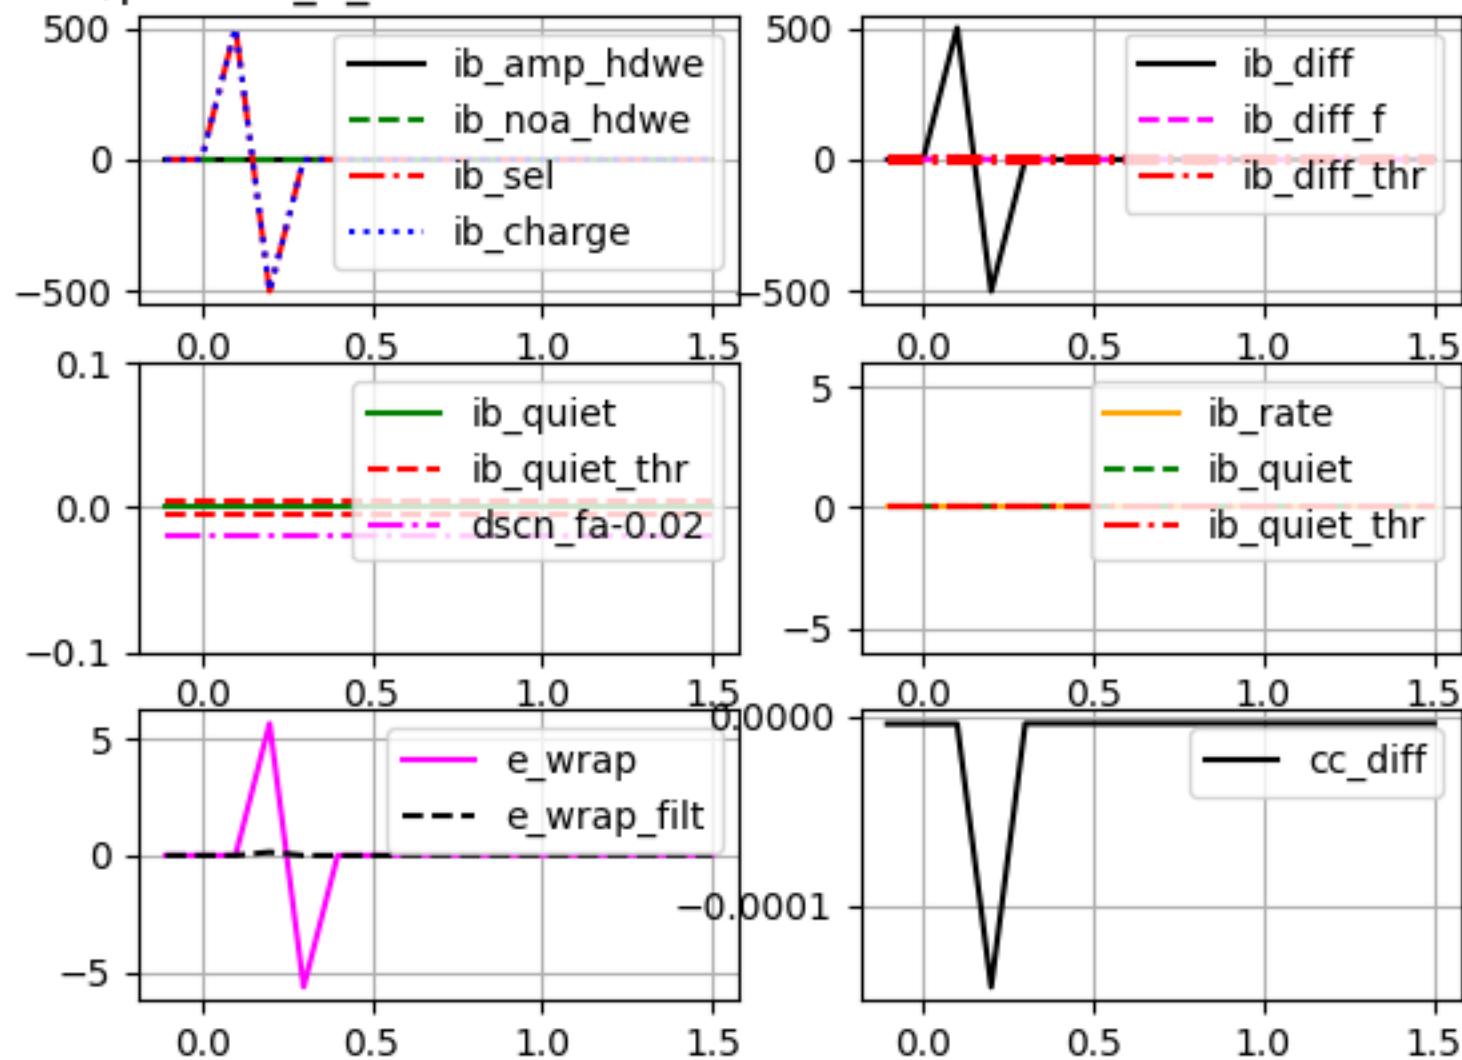 500
0
−500
ib_amp_hdwe
ib_noa_hdwe
ib_sel
ib_charge
0.0 0.5 1.0 1.5
500
0
−500
ib_diff
ib_diff_f
ib_diff_thr
0.0 0.5 1.0 1.5
0.1
0.0
−0.1
ib_quiet
ib_quiet_thr
dscn_fa-0.02
0.0 0.5 1.0 1.5
5
0
−5
ib_rate
ib_quiet
ib_quiet_thr
0.0 0.5 1.0 1.5
5
0
−5
e_wrap
e_wrap_filt
0.0 0.5 1.0 1.5
0.0000
−0.0001
cc_diff
0.0 0.5 1.0 1.5